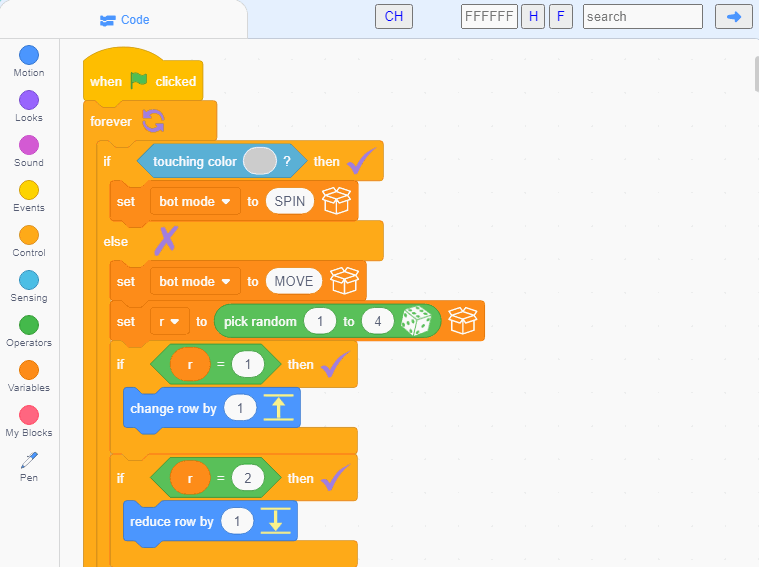 Code
CH
FFFFFF
H
F
search
Motion
Looks
Sound
Events
Control
Sensing
Operators
Variables
My Blocks
Pen
when clicked
forever
if touching color ? then
set bot mode to SPIN
else
set bot mode to MOVE
set r to pick random 1 to 4
if r = 1 then
change row by 1
if r = 2 then
reduce row by 1